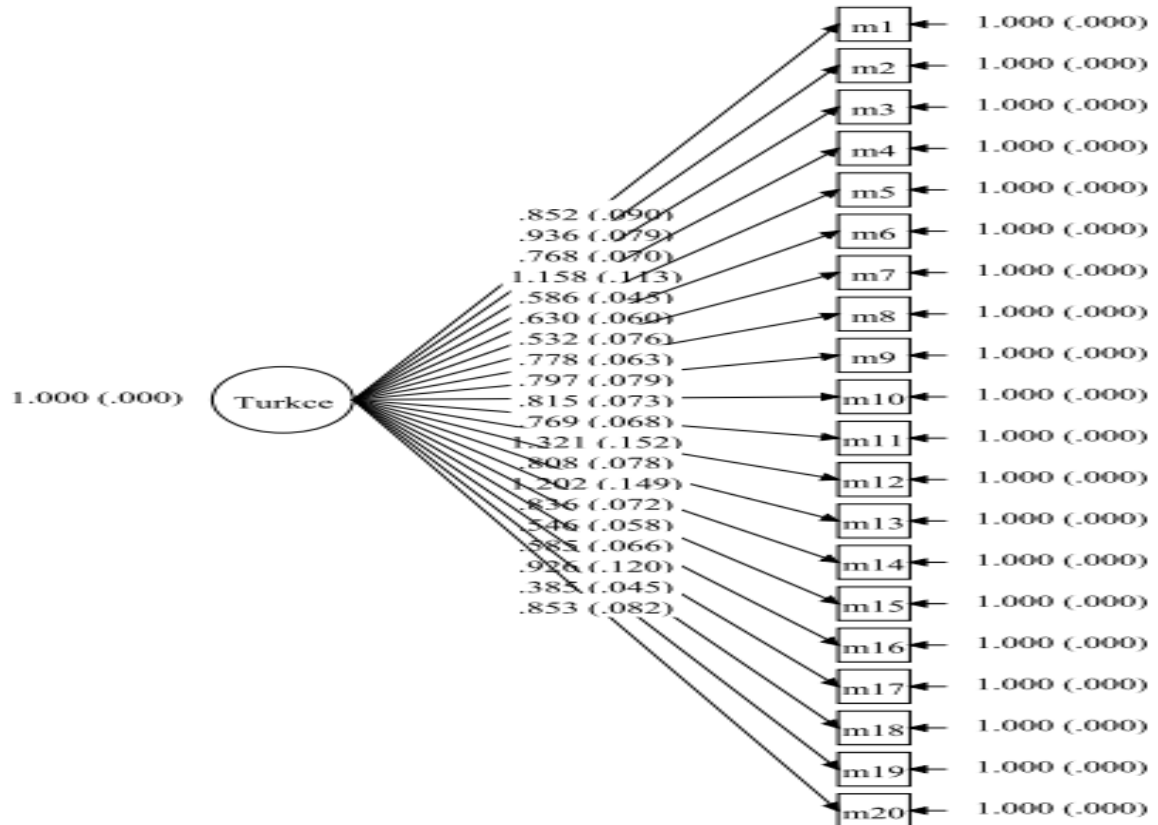 m1 1.000 (.000)
m2 1.000 (.000)
m3 1.000 (.000)
m4 1.000 (.000)
m5 1.000 (.000)
.852 (.090)
m6 1.000 (.000)
.936 (.079)
.768 (.070)
m7 1.000 (.000)
1.158 (.113)
.586 (.045)
m8 1.000 (.000)
.630 (.060)
.532 (.076)
m9 1.000 (.000)
.778 (.063)
.797 (.079)
1.000 (.000) Turkce
m10 1.000 (.000)
.815 (.073)
.769 (.068)
m11 1.000 (.000)
1.321 (.152)
.808 (.078)
m12 1.000 (.000)
1.202 (.149)
.836 (.072)
m13 1.000 (.000)
.546 (.058)
.585 (.066)
m14 1.000 (.000)
.926 (.120)
.385 (.045)
m15 1.000 (.000)
.853 (.082)
m16 1.000 (.000)
m17 1.000 (.000)
m18 1.000 (.000)
m19 1.000 (.000)
m20 1.000 (.000)